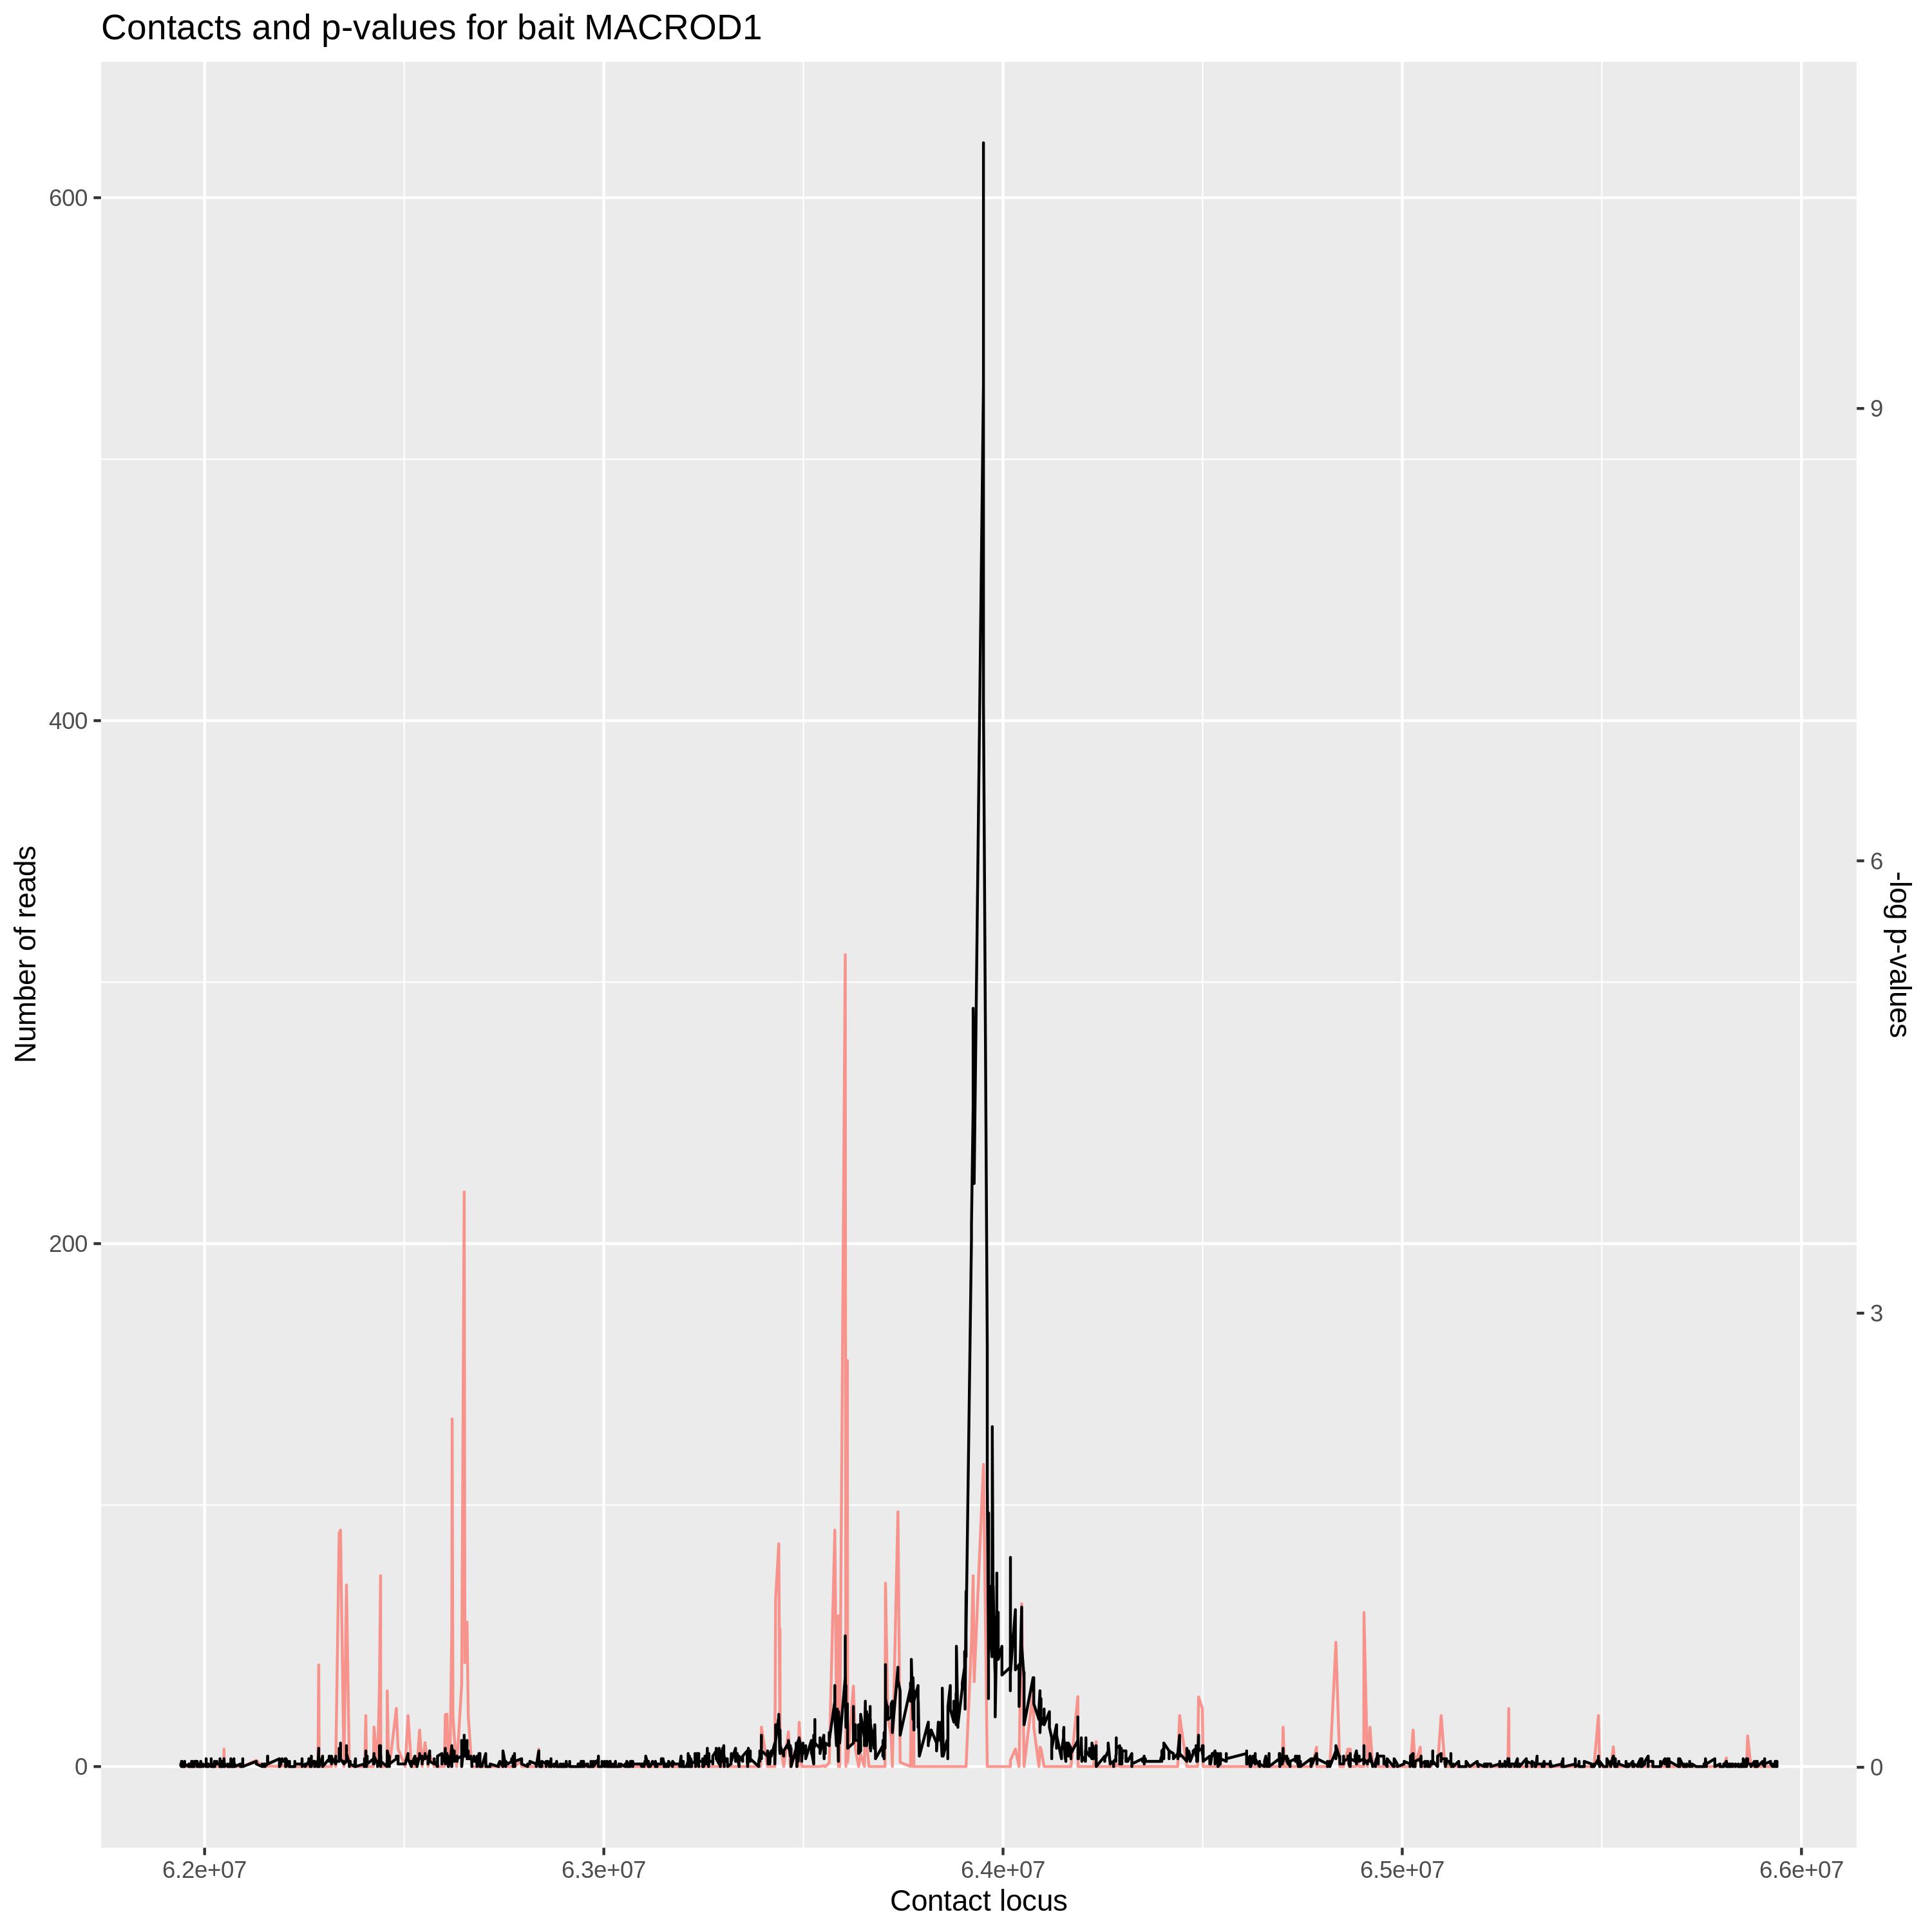 Contacts and p-values for bait MACROD1
600
400
200
0
Number of reads
9
6
3
0
-log p-values
6.2e+07 6.3e+07 6.4e+07 6.5e+07 6.6e+07
Contact locus